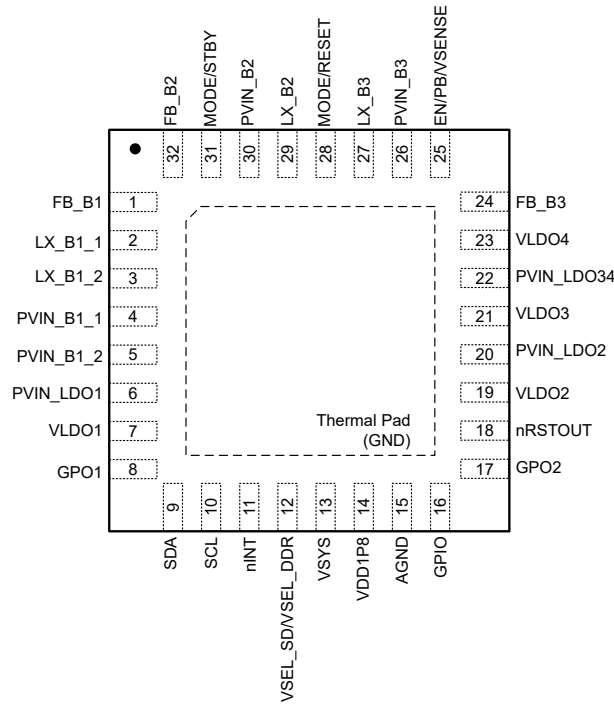 FB_B2
MODE/STBY
PVIN_B2
LX_B2
MODE/RESET
LX_B3
PVIN_B3
EN/PB/VSENSE
32
31
30
29
28
27
26
25
FB_B1 1
LX_B1_1 2
LX_B1_2 3
PVIN_B1_1 4
PVIN_B1_2 5
PVIN_LDO1 6
VLDO1 7
GPO1 8
24 FB_B3
23 VLDO4
22 PVIN_LDO34
21 VLDO3
20 PVIN_LDO2
19 VLDO2
18 nRSTOUT
17 GPO2
Thermal Pad
(GND)
9
10
11
12
13
14
15
16
SDA
SCL
nINT
VSEL_SD/VSEL_DDR
VSYS
VDD1P8
AGND
GPIO